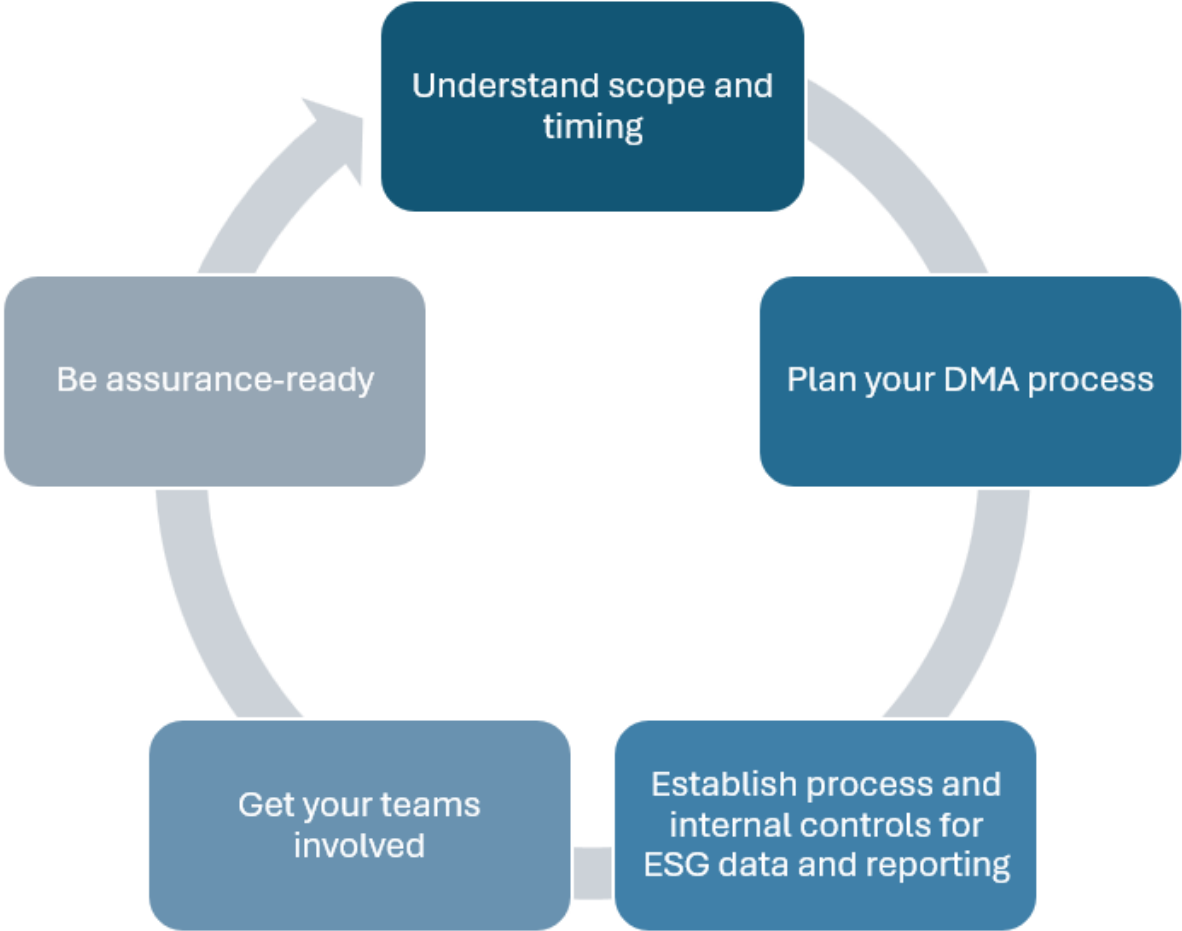 Understand scope and
timing
Plan your DMA process
Establish process and
internal controls for
ESG data and reporting
Get your teams
involved
Be assurance-ready